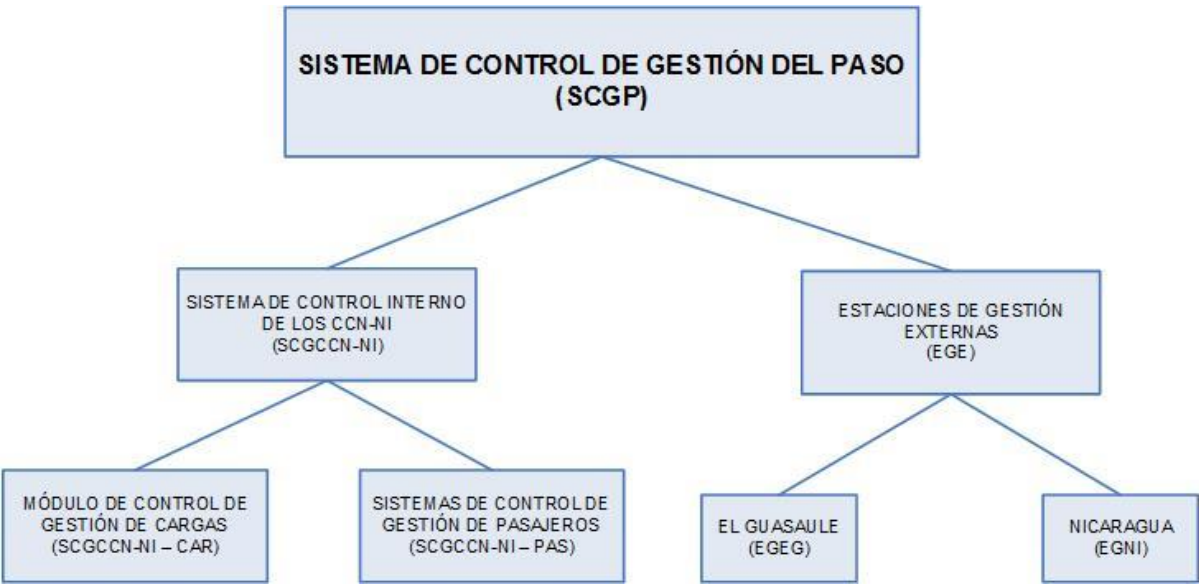 SISTEMA DE CONTROL DE GESTIÓN DEL PASO
(SCGP)
SISTEMA DE CONTROL INTERNO
DE LOS CCN-NI
(SCGCCN-NI)
ESTACIONES DE GESTIÓN
EXTERNAS
(EGE)
MÓDULO DE CONTROL DE
GESTIÓN DE CARGAS
(SCGCCN-NI – CAR)
SISTEMAS DE CONTROL DE
GESTIÓN DE PASAJEROS
(SCGCCN-NI – PAS)
EL GUASAULE
(EGEG)
NICARAGUA
(EGNI)